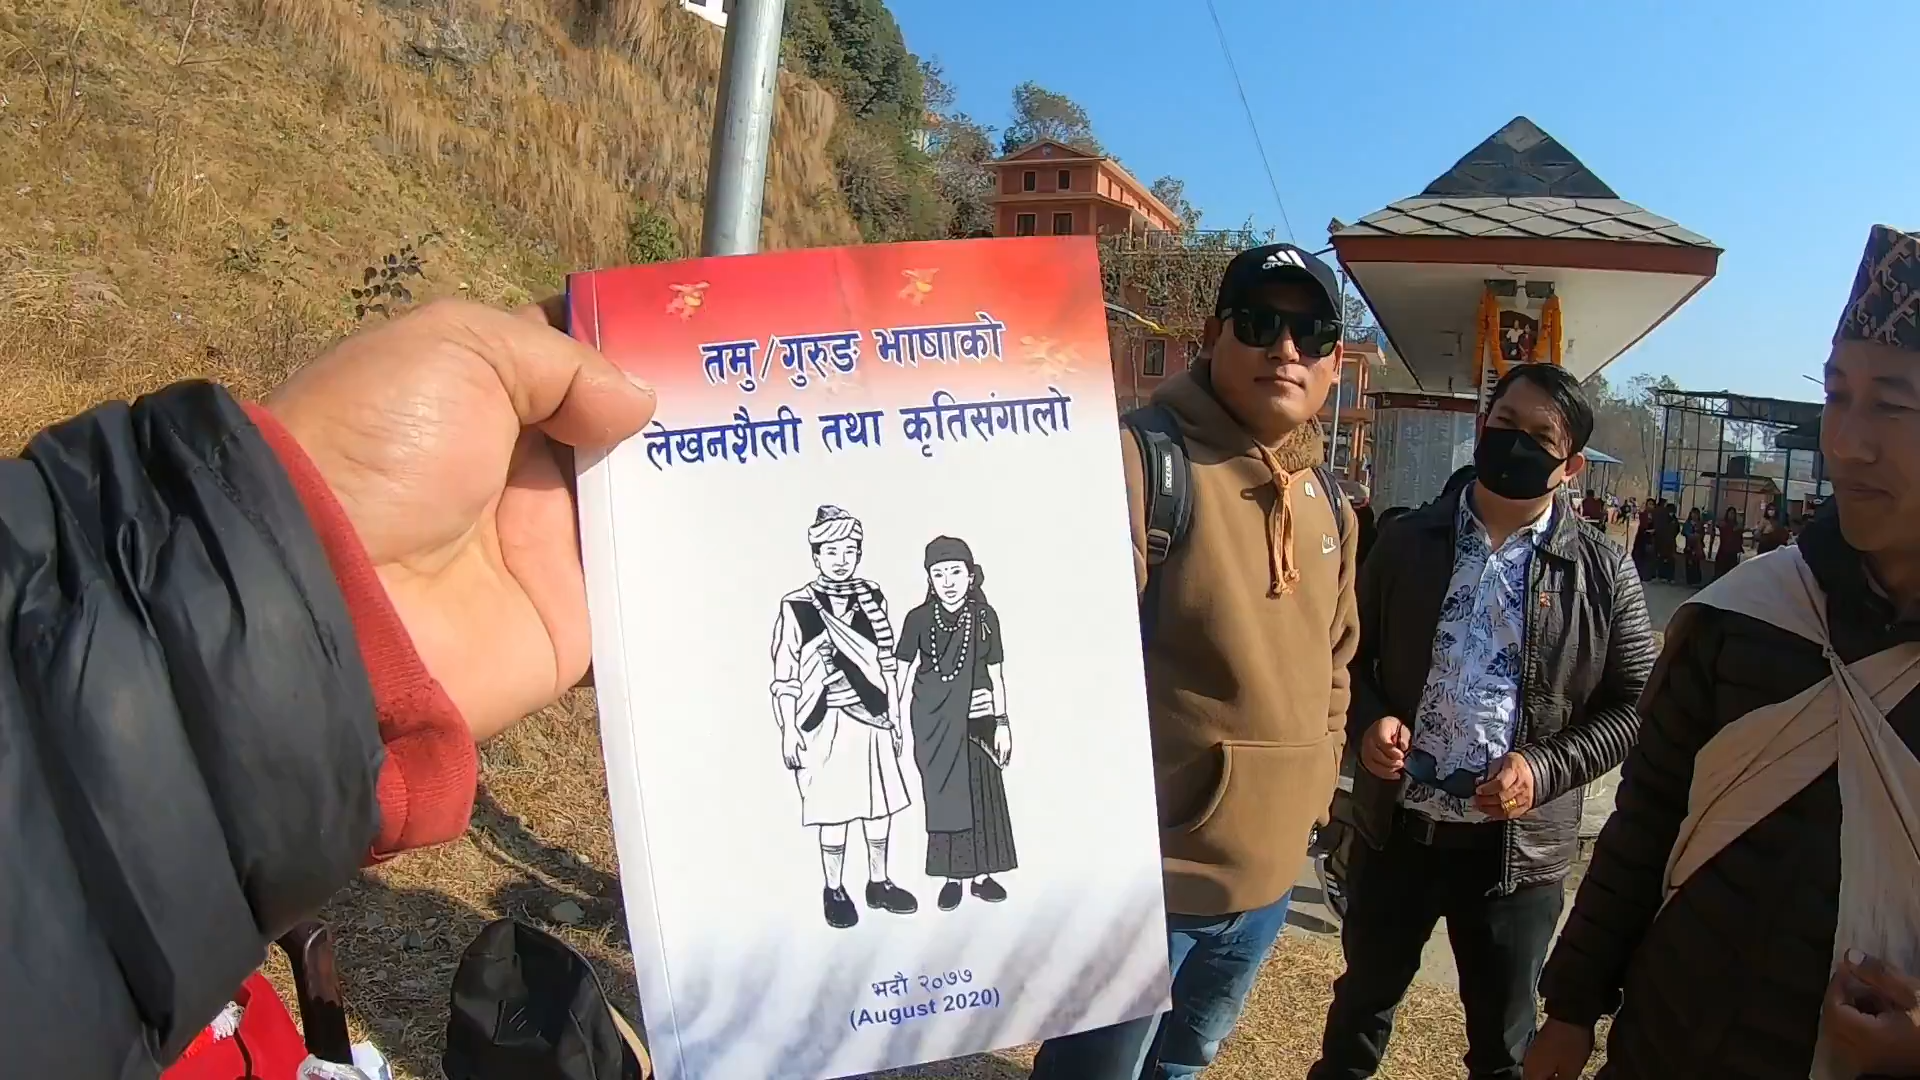 तमु/गुरुङ भाषाको
लेखनशैली तथा कृतिसंगालो
भदौ २०७७
(August 2020)